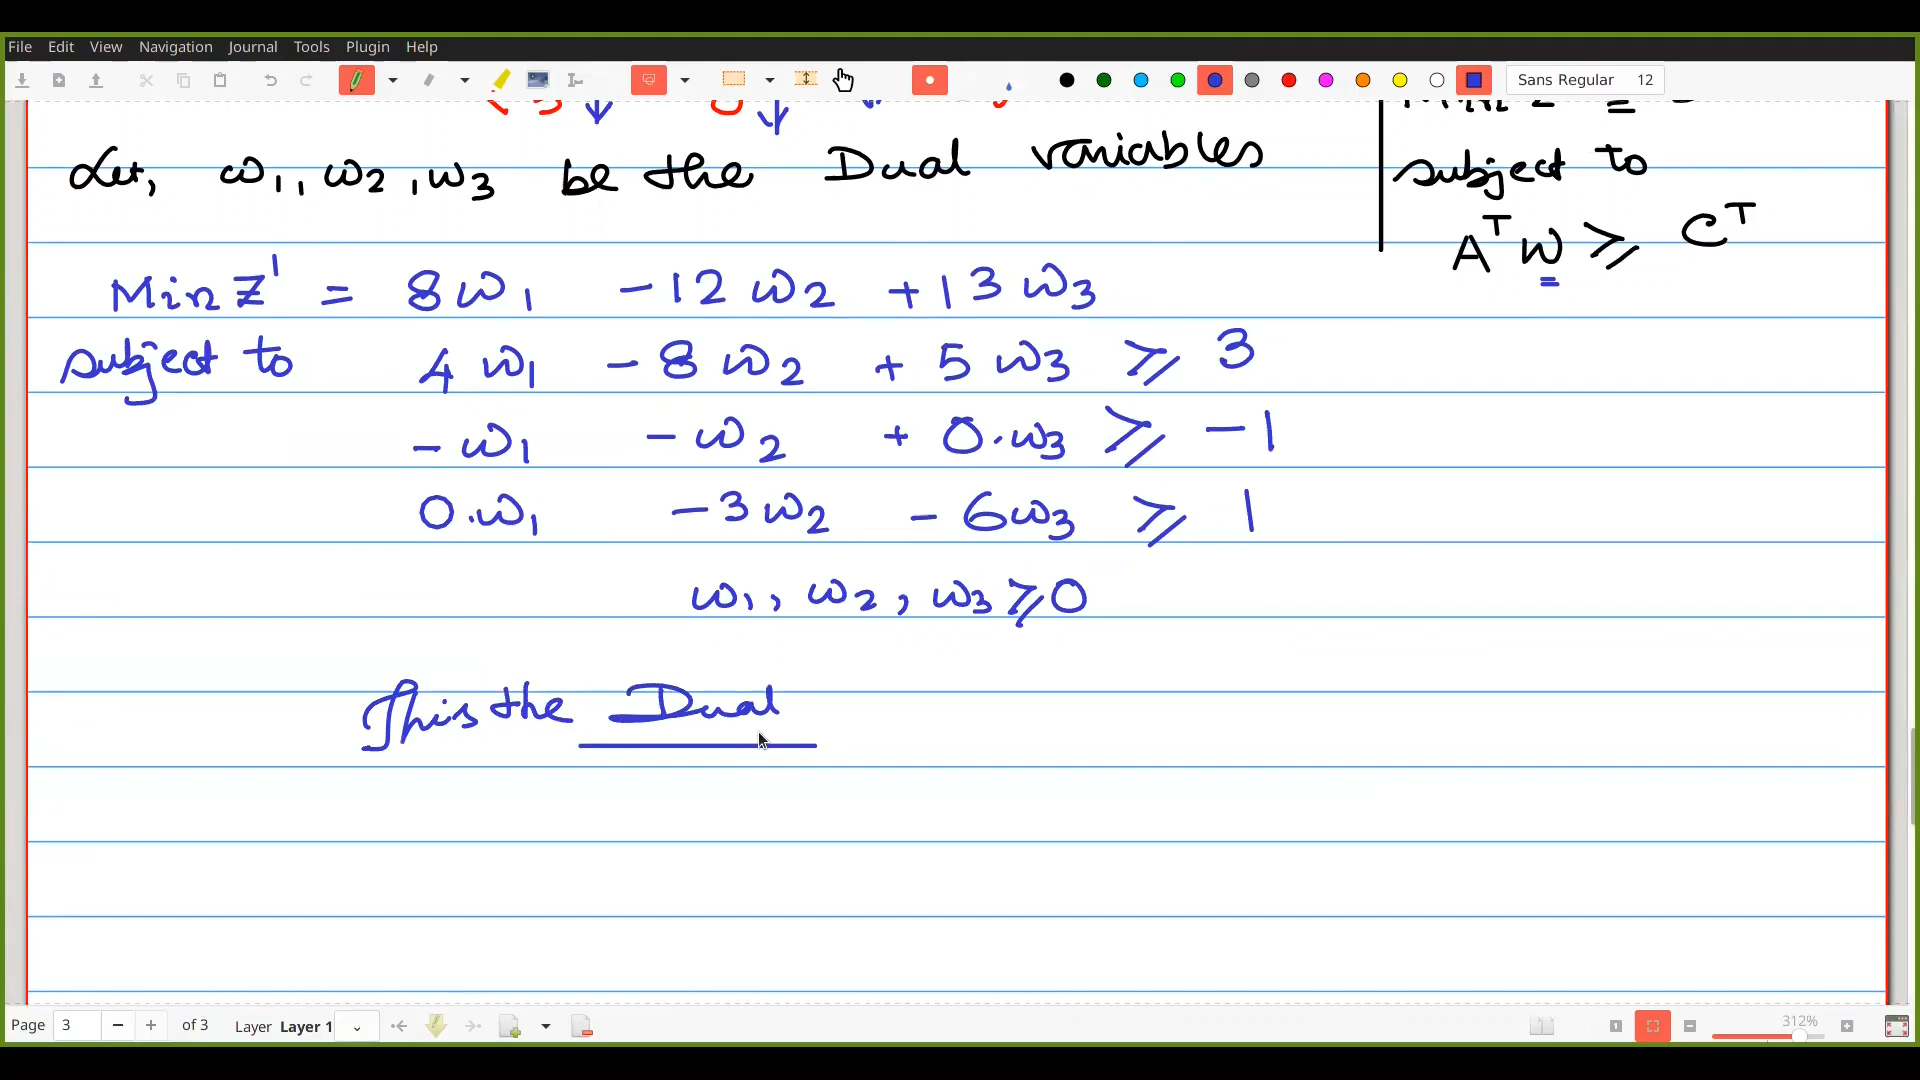 File Edit View Navigation Journal Tools Plugin Help
Sans Regular 12
Let, ω1, ω2, ω3 be the Dual variables
subject to
A^T W ≥ C^T
Min Z' = 8ω1 -12ω2 +13ω3
subject to 4ω1 -8ω2 + 5ω3 ≥ 3
-ω1 -ω2 + 0.ω3 ≥ -1
0.ω1 -3ω2 - 6ω3 ≥ 1
ω1, ω2, ω3 ≥ 0
This the Dual
Page 3 of 3 Layer Layer 1 312%